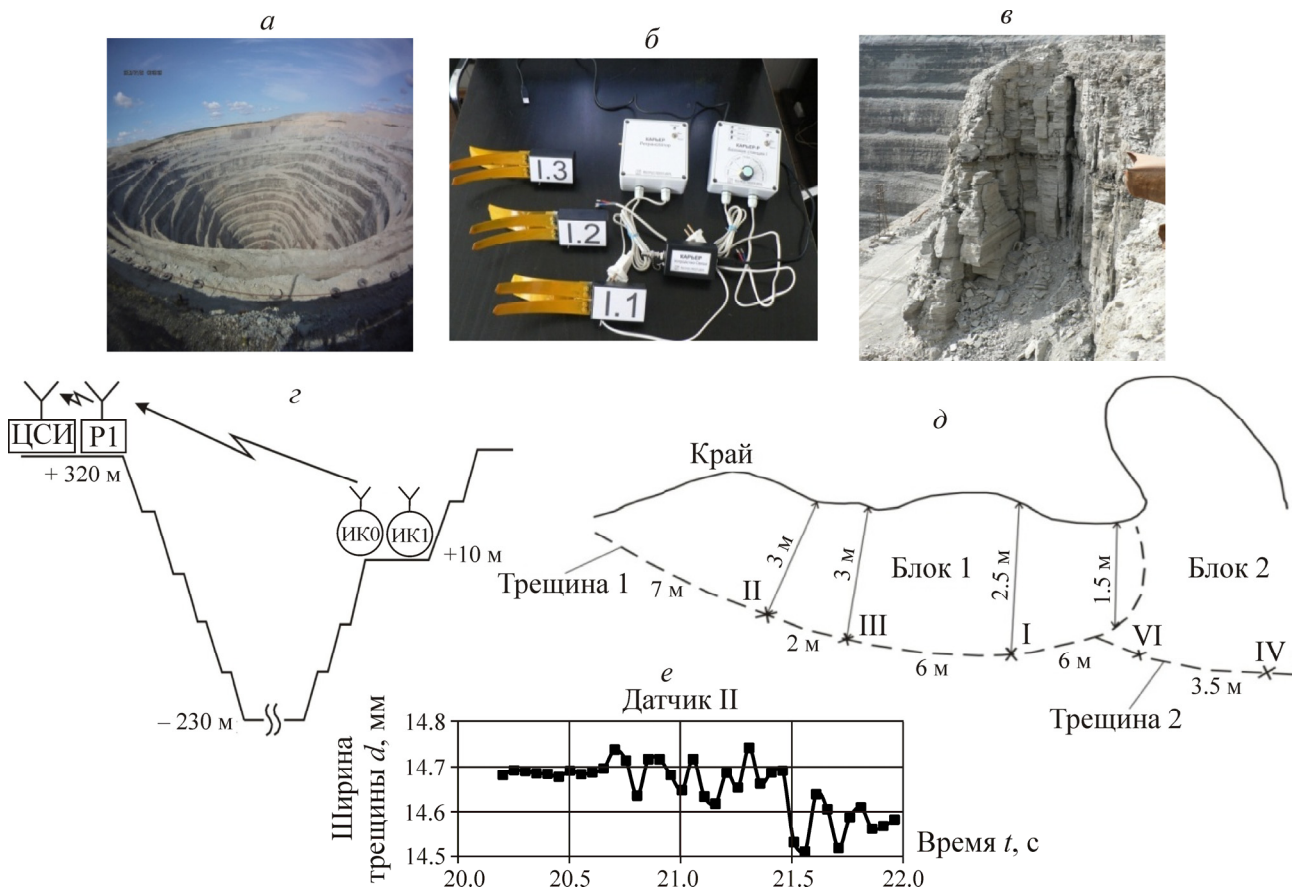 а
б
в
I.3
I.2
I.1
КАРЬЕР
Ретранслятор
КАРЬЕР-Р
КАРЬЕР
г
ЦСИ
Р1
+ 320 м
ИК0
ИК1
+10 м
– 230 м
д
Край
3 м
3 м
2.5 м
1.5 м
Блок 1
Блок 2
Трещина 1
7 м
II
2 м
III
6 м
I
6 м
VI
IV
3.5 м
Трещина 2
е
Датчик II
Ширина
трещины d, мм
14.8
14.7
14.6
14.5
20.0 20.5 21.0 21.5 22.0
Время t, с